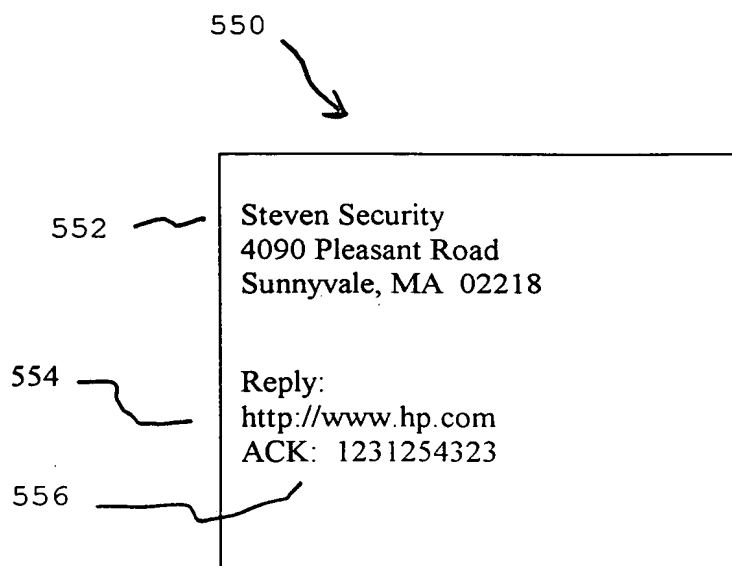 550
552
Steven Security
4090 Pleasant Road
Sunnyvale, MA 02218
554
Reply:
http://www.hp.com
ACK: 1231254323
556